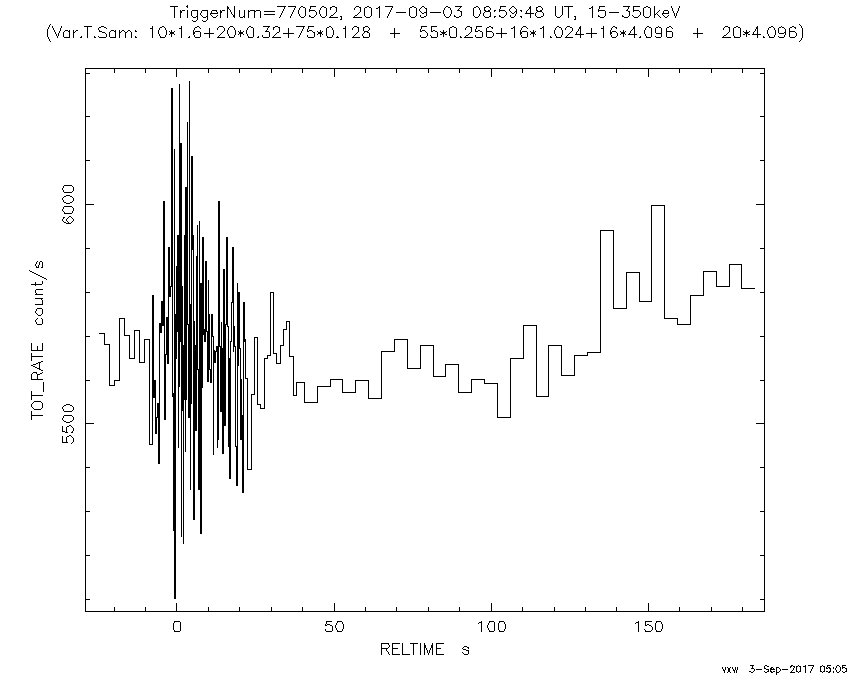 TriggerNum=770502, 2017-09-03 08:59:48 UT, 15-350keV
(Var.T.Sam: 10*1.6+20*0.32+75*0.128 + 55*0.256+16*1.024+16*4.096 + 20*4.096)
TOT_RATE count/s
6000
5500
0 50 100 150
RELTIME s
vxw 3-Sep-2017 05:05